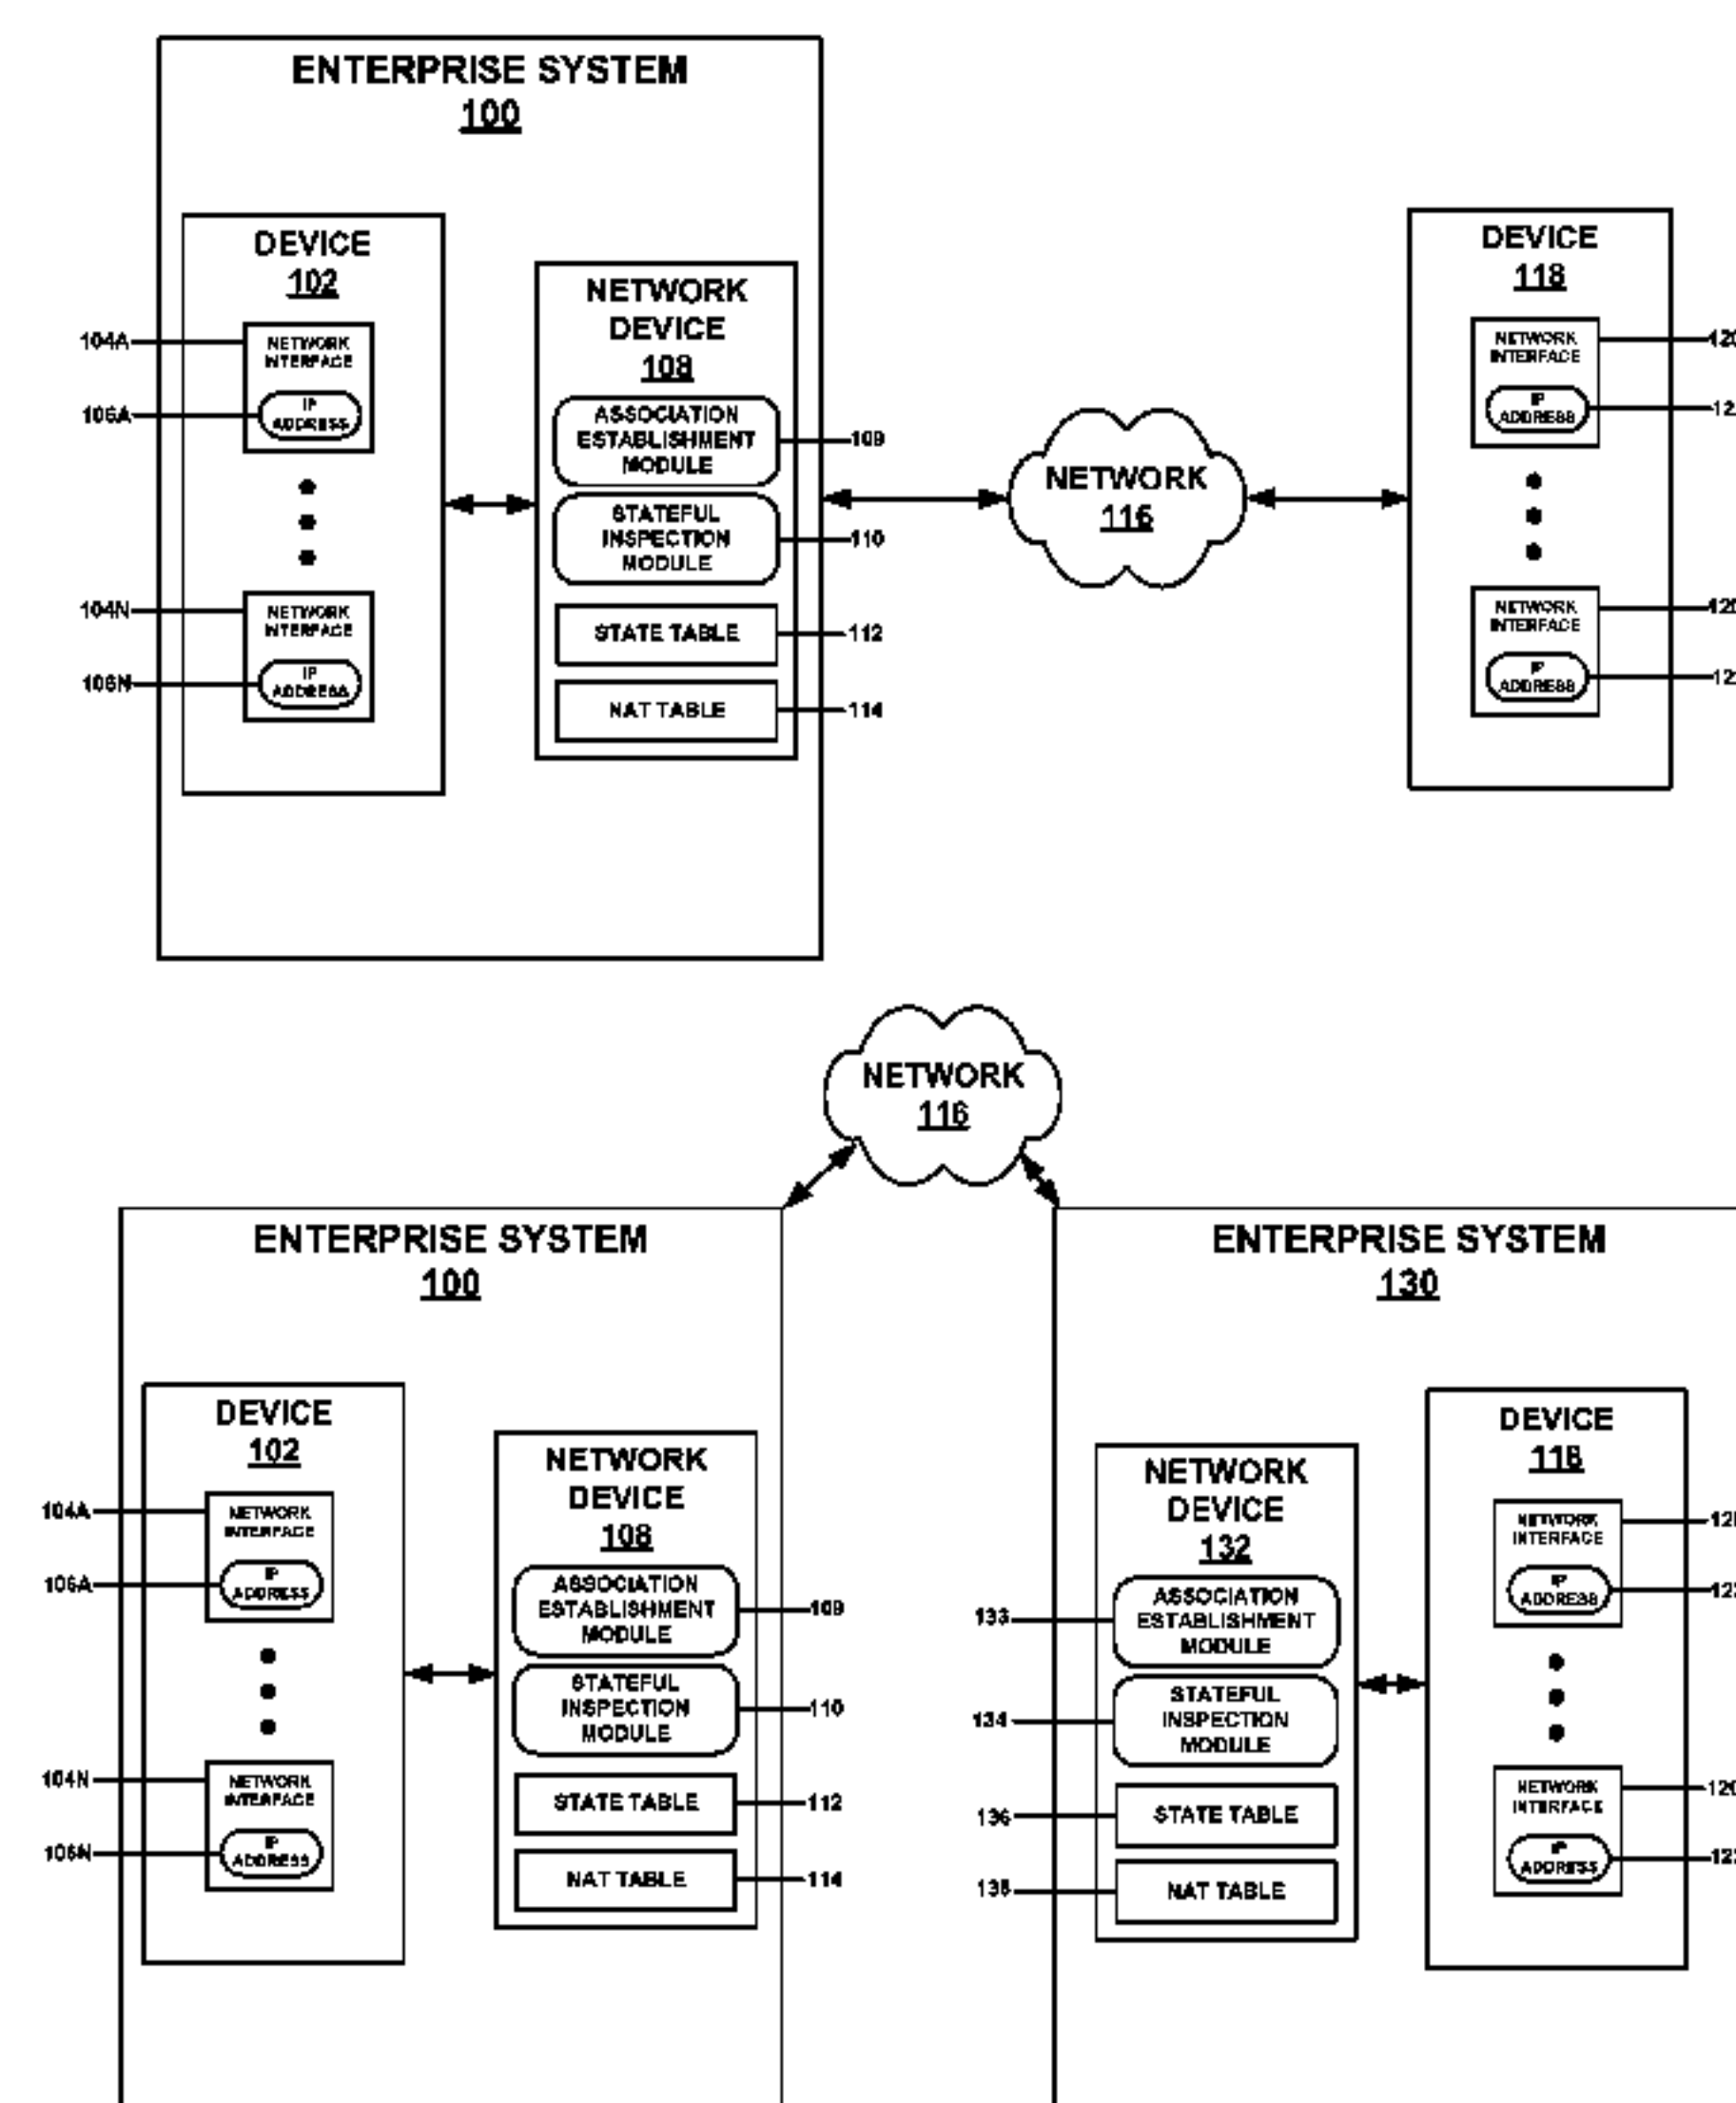 ENTERPRISE SYSTEM
100
DEVICE
102
104A
NETWORK
INTERFACE
106A
IP
ADDRESS
104N
NETWORK
INTERFACE
106N
IP
ADDRESS
NETWORK
DEVICE
108
ASSOCIATION
ESTABLISHMENT
MODULE
109
STATEFUL
INSPECTION
MODULE
110
STATE TABLE
112
NAT TABLE
114
NETWORK
116
DEVICE
118
NETWORK
INTERFACE
IP
ADDRESS
NETWORK
INTERFACE
IP
ADDRESS
NETWORK
116
ENTERPRISE SYSTEM
100
DEVICE
102
104A
NETWORK
INTERFACE
106A
IP
ADDRESS
104N
NETWORK
INTERFACE
106N
IP
ADDRESS
NETWORK
DEVICE
108
ASSOCIATION
ESTABLISHMENT
MODULE
109
STATEFUL
INSPECTION
MODULE
110
STATE TABLE
112
NAT TABLE
114
ENTERPRISE SYSTEM
130
NETWORK
DEVICE
132
133
ASSOCIATION
ESTABLISHMENT
MODULE
134
STATEFUL
INSPECTION
MODULE
136
STATE TABLE
NAT TABLE
DEVICE
118
NETWORK
INTERFACE
IP
ADDRESS
NETWORK
INTERFACE
IP
ADDRESS